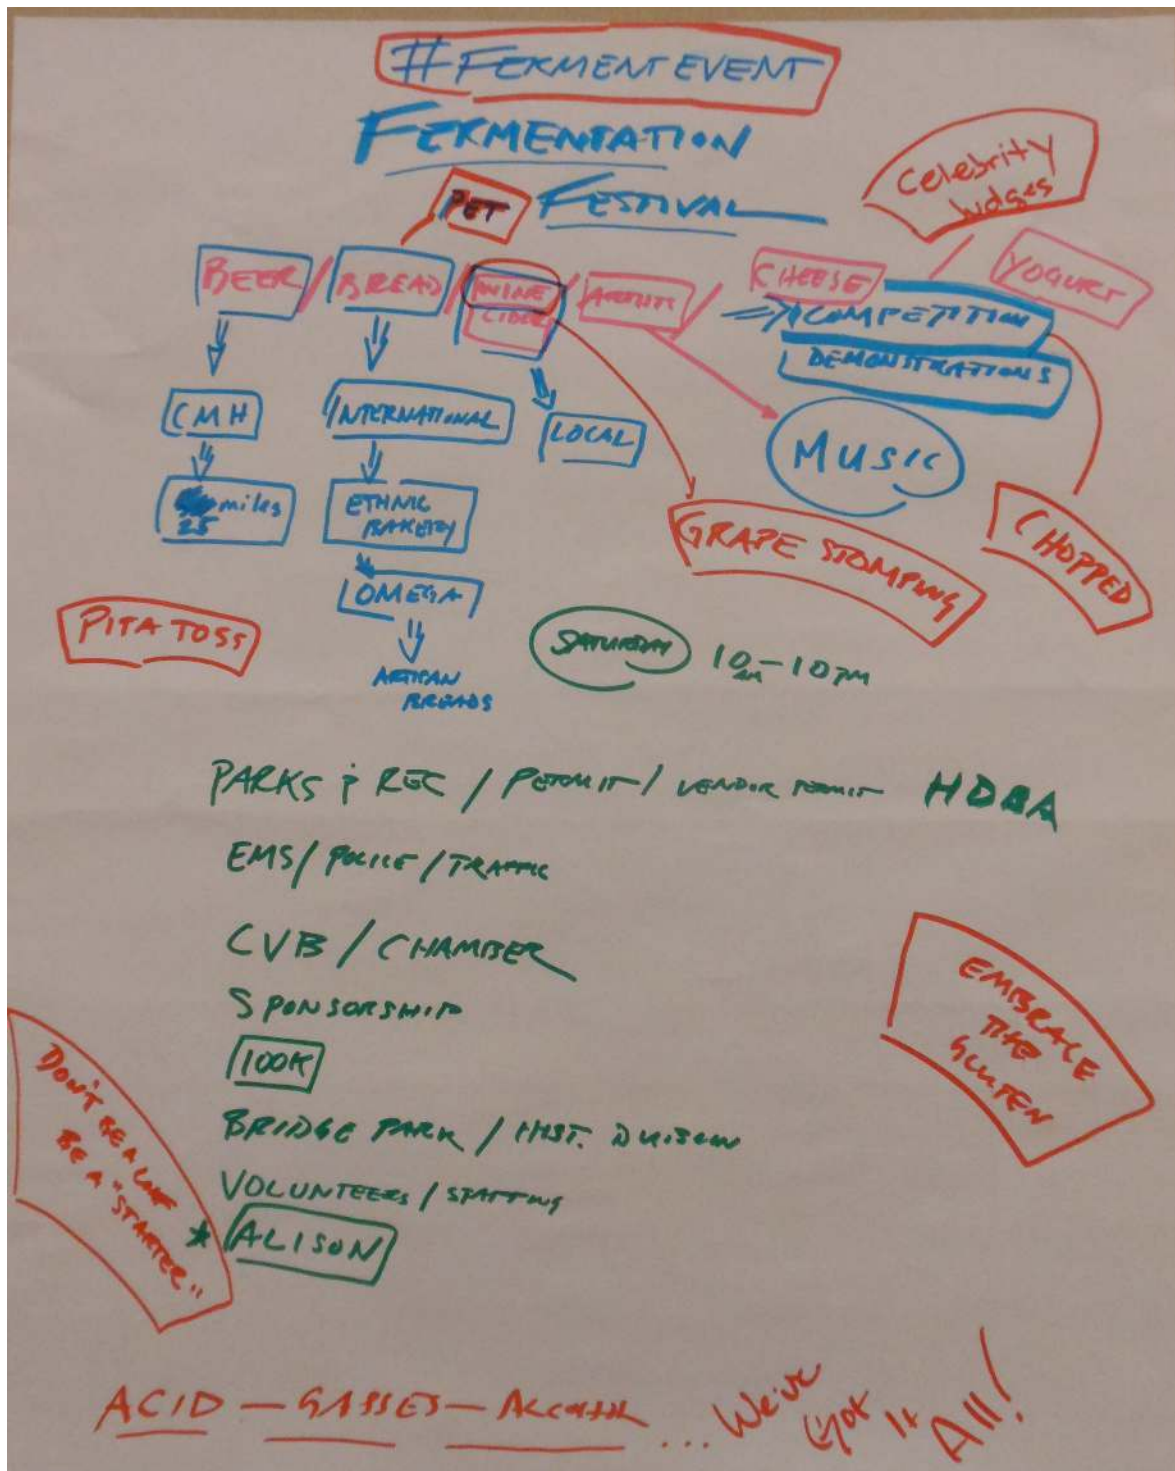 #FERMENTEVENT
FERMENTATION
PET FESTIVAL
Celebrity
Judges
BEER / BREAD / WINE / ARTISTS / CHEESE YOGURT
CIDER
COMPETITION
DEMONSTRATIONS
CMH INTERNATIONAL LOCAL MUSIC
miles
25
ETHNIC
BAKERY
GRAPE STOMPING
CHOPPED
OMEGA
PITA TOSS
SATURDAY 10AM-10PM
ARTISAN
BREADS
PARKS & REC / PERMIT / VENDOR PERMIT HDBA
EMS / POLICE / TRAFFIC
CVB / CHAMBER
SPONSORSHIP
100K
BRIDGE PARK / HIST. DUBLIN
VOLUNTEERS / STAFFING
* ALISON
EMBRACE
THE
GLUTEN
DON'T BE A LOAF
BE A "STARTER"
ACID - GASSES - ALCOHOL ... We've
Got It
All!